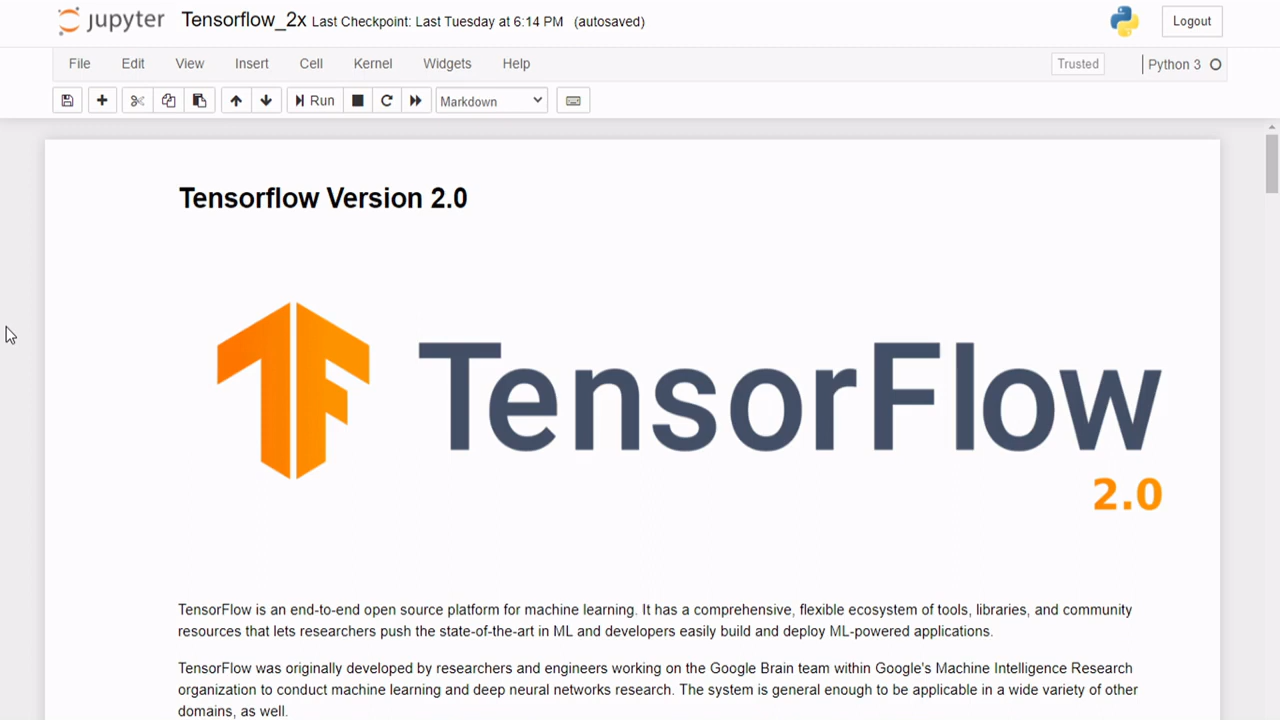 jupyter Tensorflow_2x Last Checkpoint: Last Tuesday at 6:14 PM (autosaved) Logout
File Edit View Insert Cell Kernel Widgets Help Trusted Python 3
Run Markdown
Tensorflow Version 2.0
TF TensorFlow
2.0
TensorFlow is an end-to-end open source platform for machine learning. It has a comprehensive, flexible ecosystem of tools, libraries, and community
resources that lets researchers push the state-of-the-art in ML and developers easily build and deploy ML-powered applications.
TensorFlow was originally developed by researchers and engineers working on the Google Brain team within Google's Machine Intelligence Research
organization to conduct machine learning and deep neural networks research. The system is general enough to be applicable in a wide variety of other
domains, as well.